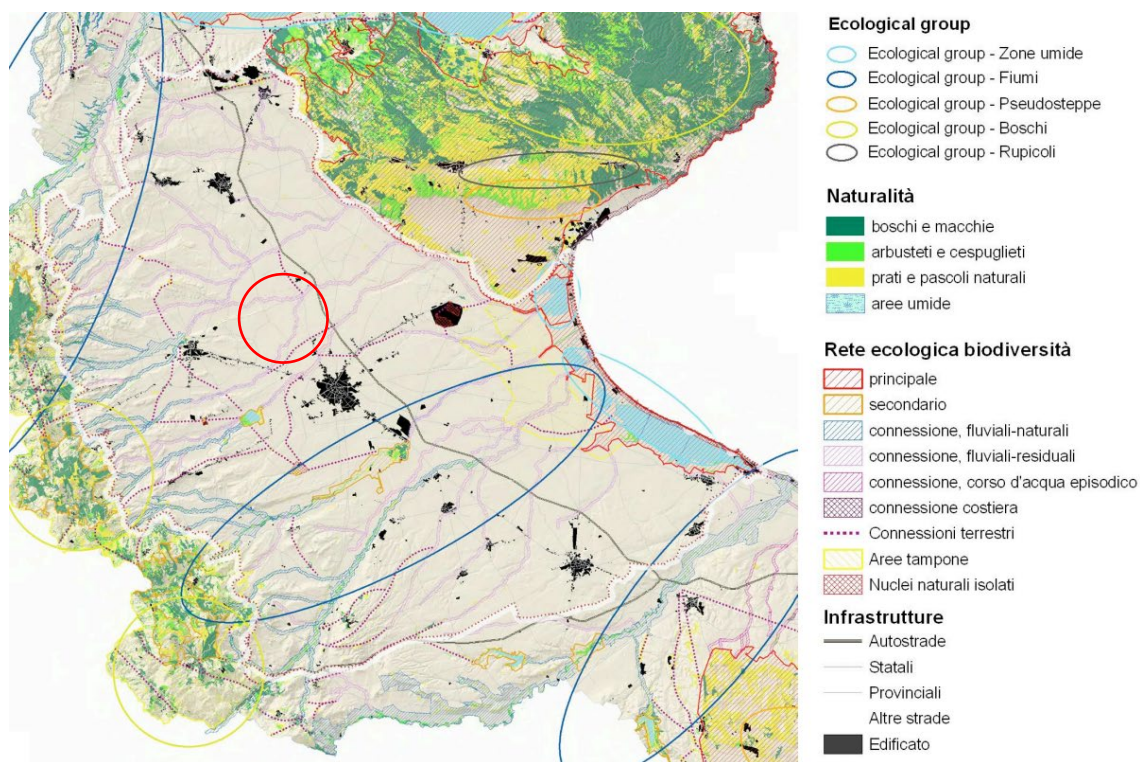 Ecological group
Ecological group - Zone umide
Ecological group - Fiumi
Ecological group - Pseudosteppe
Ecological group - Boschi
Ecological group - Rupicoli
Naturalità
boschi e macchie
arbusteti e cespuglieti
prati e pascoli naturali
aree umide
Rete ecologica biodiversità
principale
secondario
connessione, fluviali-naturali
connessione, fluviali-residuali
connessione, corso d'acqua episodico
connessione costiera
Connessioni terrestri
Aree tampone
Nuclei naturali isolati
Infrastrutture
Autostrade
Statali
Provinciali
Altre strade
Edificato